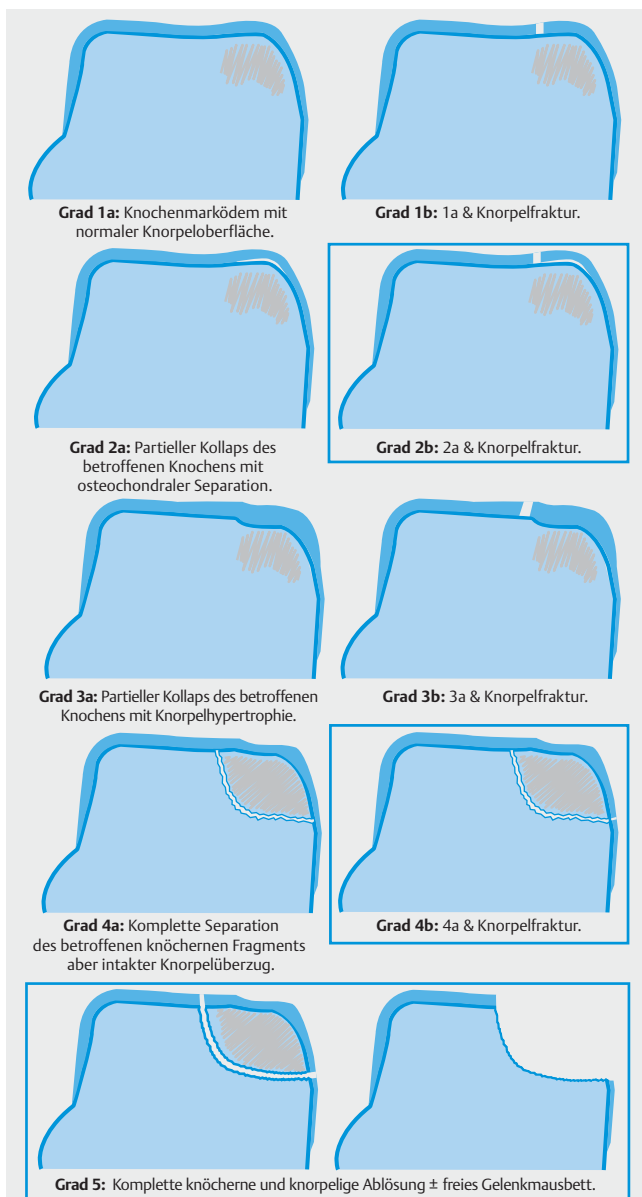 Grad 1a: Knochenmarködem mit
normaler Knorpeloberfläche.
Grad 1b: 1a & Knorpelfraktur.
Grad 2a: Partieller Kollaps des
betroffenen Knochens mit
osteochondraler Separation.
Grad 2b: 2a & Knorpelfraktur.
Grad 3a: Partieller Kollaps des betroffenen
Knochens mit Knorpelhypertrophie.
Grad 3b: 3a & Knorpelfraktur.
Grad 4a: Komplette Separation
des betroffenen knöchernen Fragments
aber intakter Knorpelüberzug.
Grad 4b: 4a & Knorpelfraktur.
Grad 5: Komplette knöcherne und knorpelige Ablösung ± freies Gelenkmausbett.